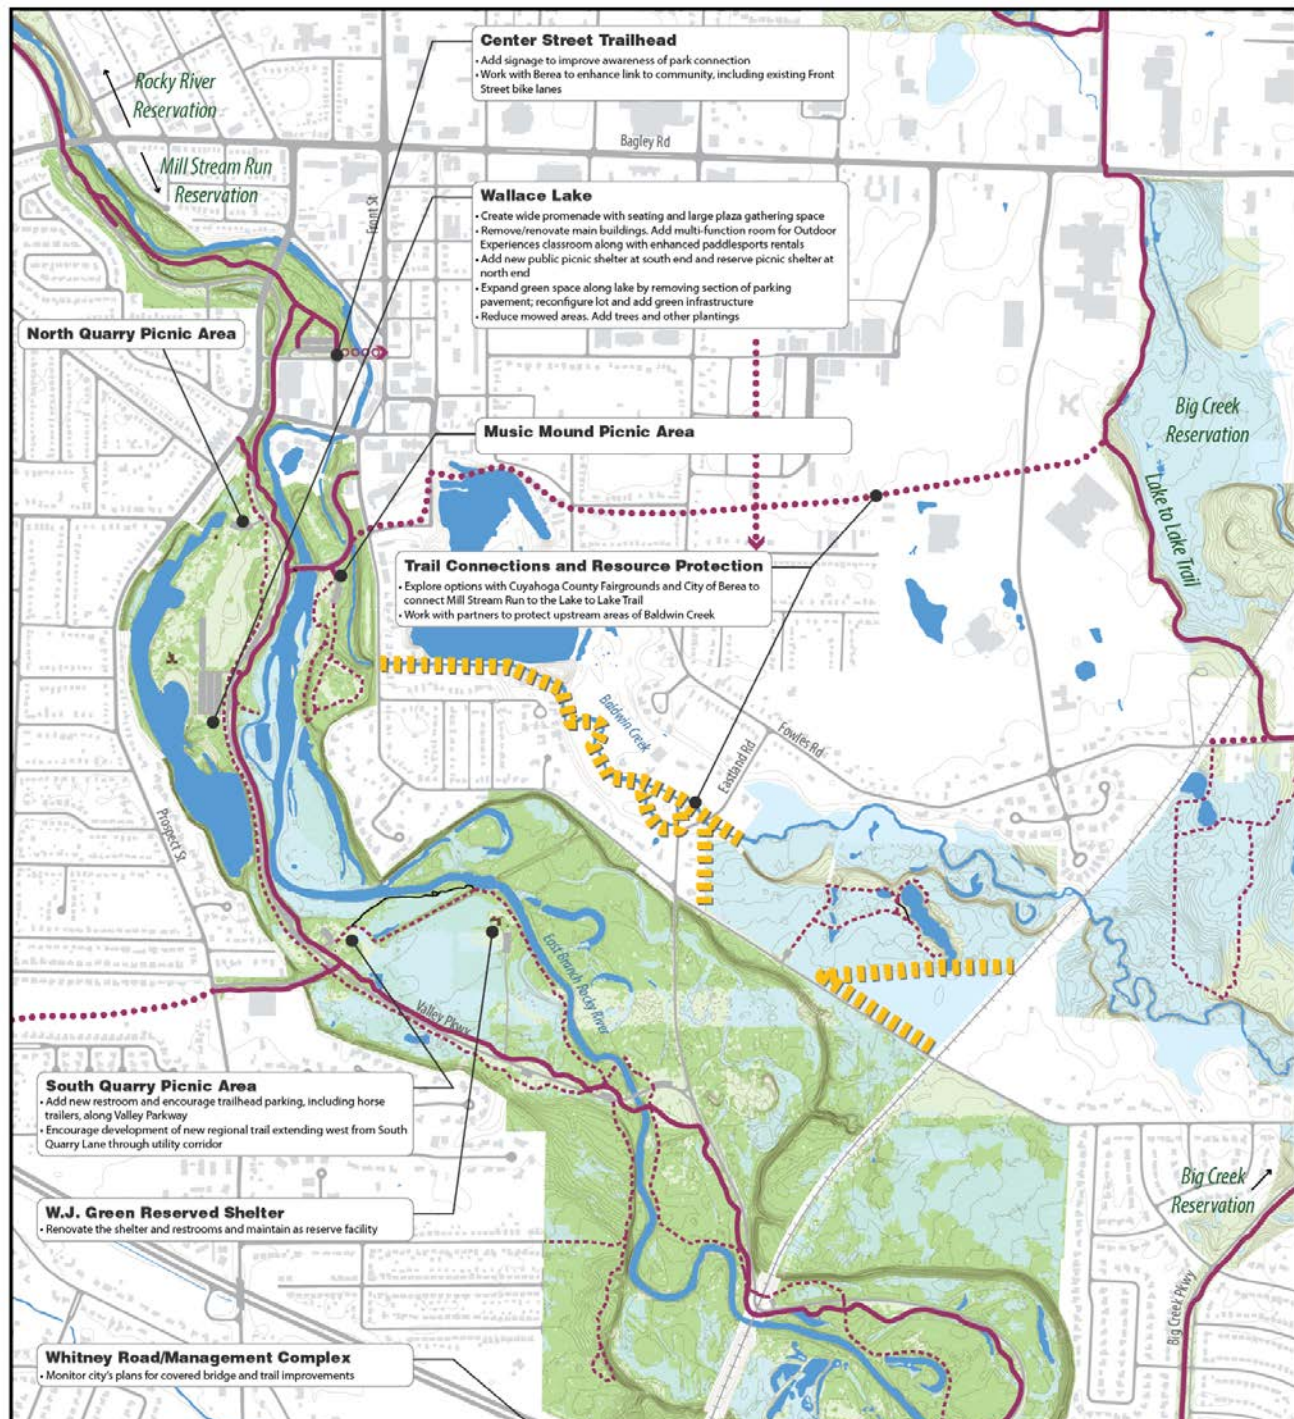 Center Street Trailhead
• Add signage to improve awareness of park connection
• Work with Berea to enhance link to community, including existing Front
Street bike lanes
Rocky River
Reservation
Bagley Rd
Mill Stream Run
Reservation
Front St
Wallace Lake
• Create wide promenade with seating and large plaza gathering space
• Remove/renovate main buildings. Add multi-function room for Outdoor
Experiences classroom along with enhanced paddlesports rentals
• Add new public picnic shelter at south end and reserve picnic shelter at
north end
• Expand green space along lake by removing section of parking
pavement; reconfigure lot and add green infrastructure
• Reduce mowed areas. Add trees and other plantings
North Quarry Picnic Area
Big Creek
Reservation
Music Mound Picnic Area
Lake to Lake Trail
Trail Connections and Resource Protection
• Explore options with Cuyahoga County Fairgrounds and City of Berea to
connect Mill Stream Run to the Lake to Lake Trail
• Work with partners to protect upstream areas of Baldwin Creek
Baldwin Creek
Fowles Rd
Eastland Rd
Prospect St
East Branch Rocky River
Valley Pkwy
South Quarry Picnic Area
• Add new restroom and encourage trailhead parking, including horse
trailers, along Valley Parkway
• Encourage development of new regional trail extending west from South
Quarry Lane through utility corridor
Big Creek
Reservation
W.J. Green Reserved Shelter
• Renovate the shelter and restrooms and maintain as reserve facility
Big Creek Pkwy
Whitney Road/Management Complex
• Monitor city's plans for covered bridge and trail improvements